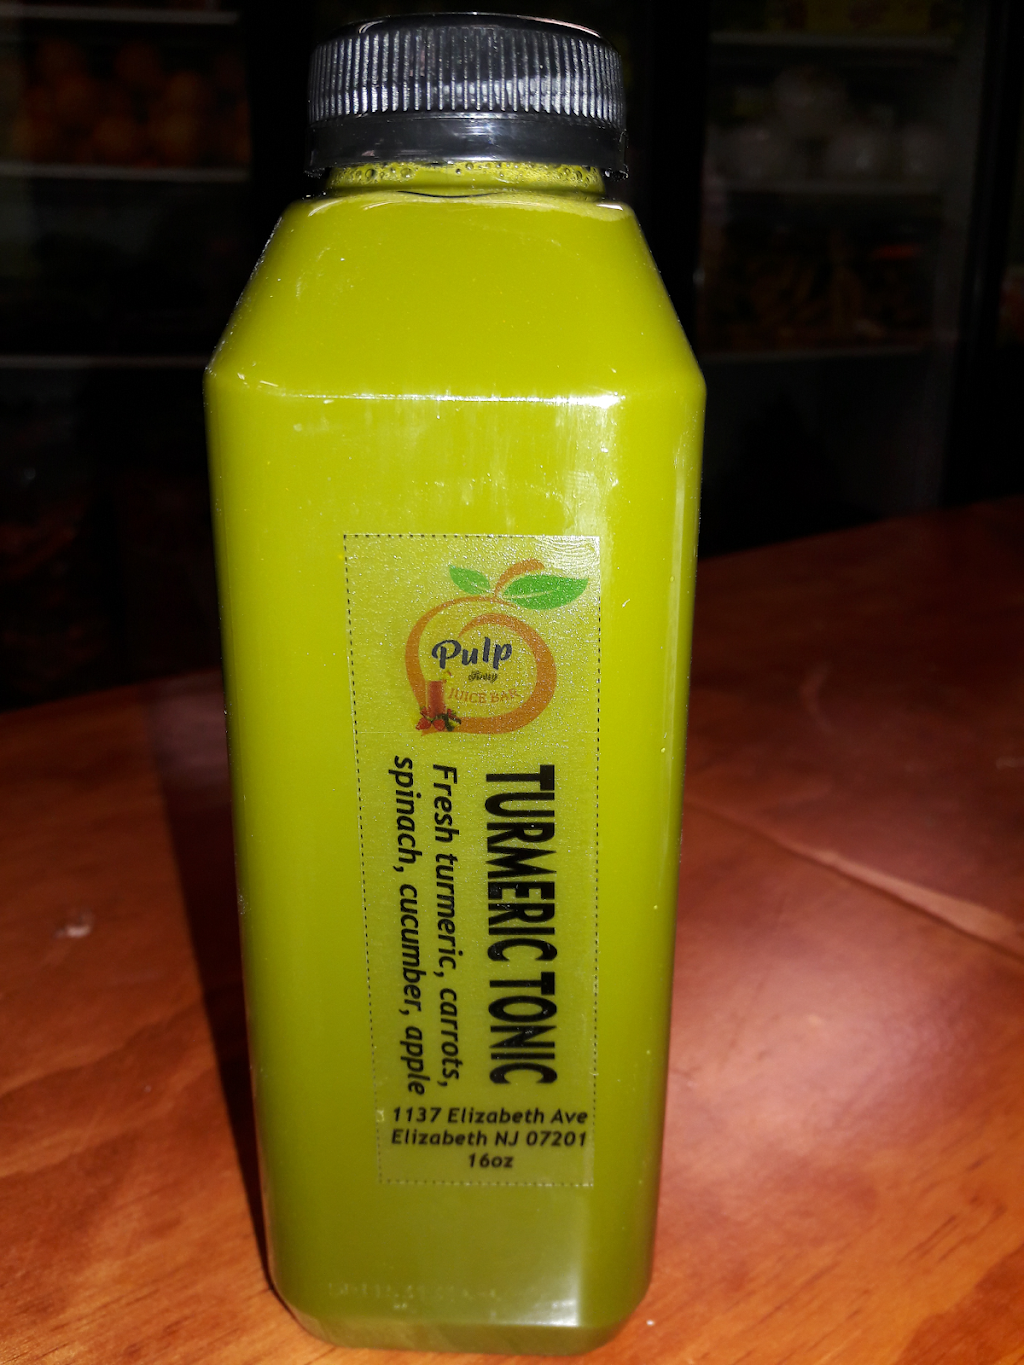 Pulp
JUICE BAR
TURMERIC TONIC
Fresh turmeric, carrots,
spinach, cucumber, apple
1137 Elizabeth Ave
Elizabeth NJ 07201
16oz